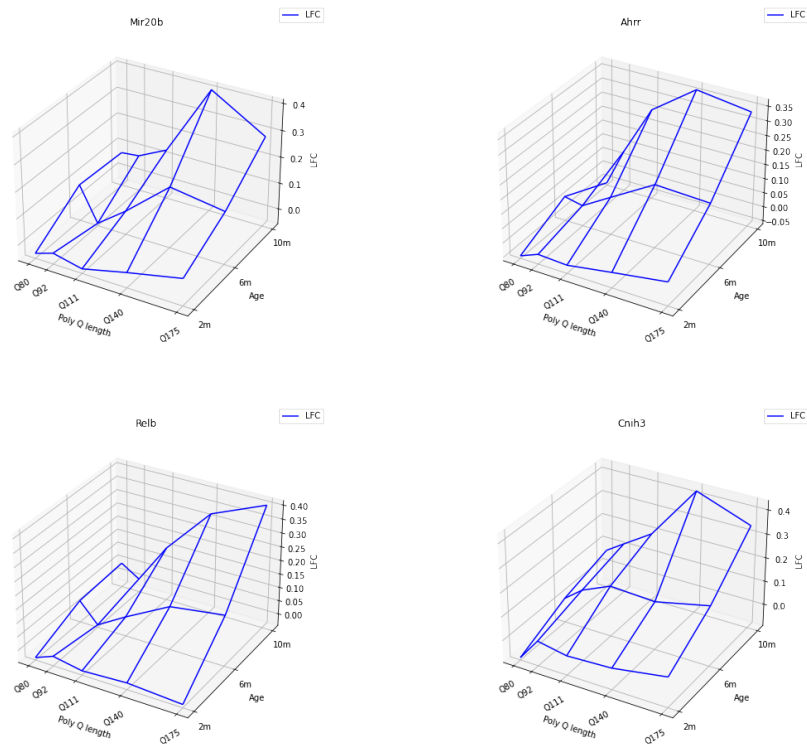 Mir20b
LFC
0.4
0.3
0.2
0.1
0.0
LFC
10m
6m
2m
Age
Q80
Q92
Q111
Q140
Q175
Poly Q length
Ahrr
LFC
0.35
0.30
0.25
0.20
0.15
0.10
0.05
0.00
−0.05
LFC
10m
6m
2m
Age
Q80
Q92
Q111
Q140
Q175
Poly Q length
Relb
LFC
0.40
0.35
0.30
0.25
0.20
0.15
0.10
0.05
0.00
LFC
10m
6m
2m
Age
Q80
Q92
Q111
Q140
Q175
Poly Q length
Cnih3
LFC
0.4
0.3
0.2
0.1
0.0
LFC
10m
6m
2m
Age
Q80
Q92
Q111
Q140
Q175
Poly Q length